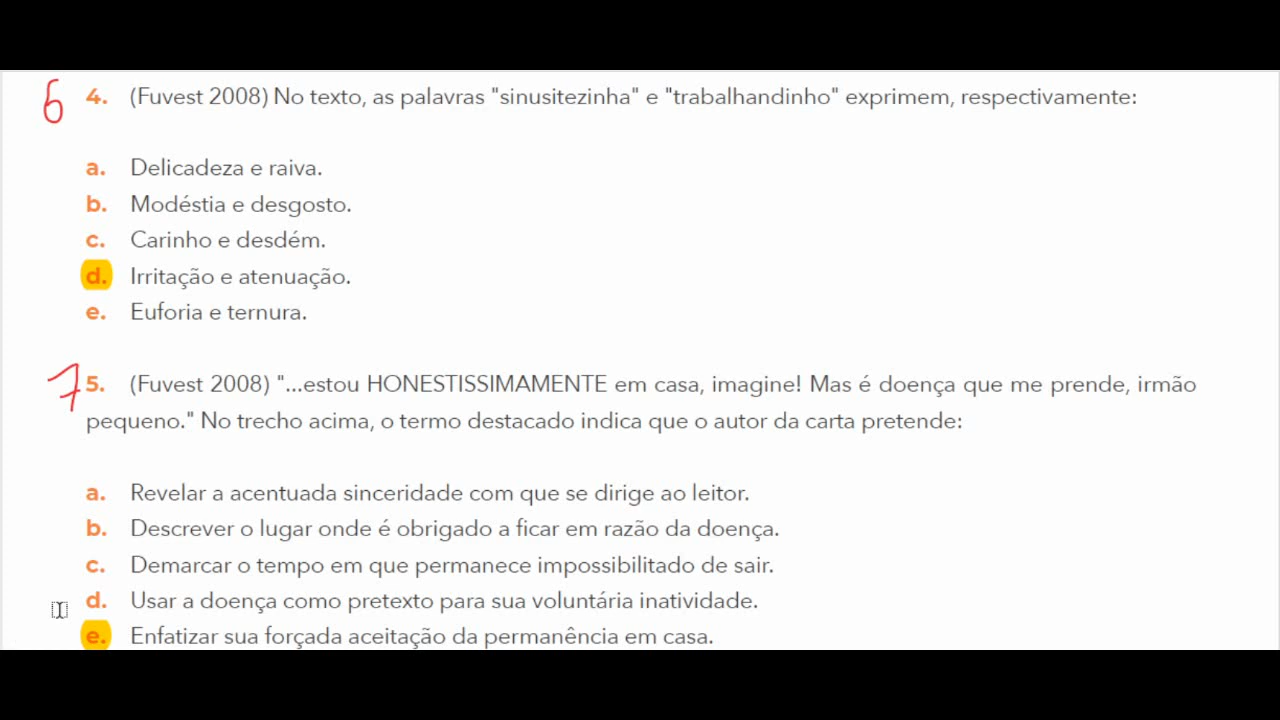 6 4. (Fuvest 2008) No texto, as palavras "sinusitezinha" e "trabalhandinho" exprimem, respectivamente:
a. Delicadeza e raiva.
b. Modéstia e desgosto.
c. Carinho e desdém.
d. Irritação e atenuação.
e. Euforia e ternura.
7 5. (Fuvest 2008) "...estou HONESTISSIMAMENTE em casa, imagine! Mas é doença que me prende, irmão
pequeno." No trecho acima, o termo destacado indica que o autor da carta pretende:
a. Revelar a acentuada sinceridade com que se dirige ao leitor.
b. Descrever o lugar onde é obrigado a ficar em razão da doença.
c. Demarcar o tempo em que permanece impossibilitado de sair.
d. Usar a doença como pretexto para sua voluntária inatividade.
e. Enfatizar sua forçada aceitação da permanência em casa.